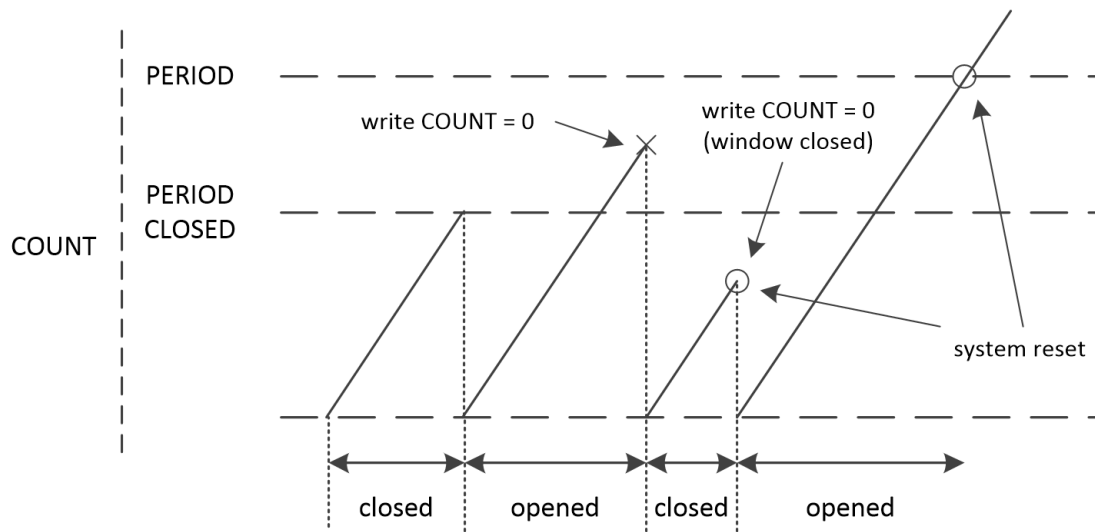 PERIOD
write COUNT = 0
write COUNT = 0
(window closed)
PERIOD
CLOSED
COUNT
system reset
closed
opened
closed
opened